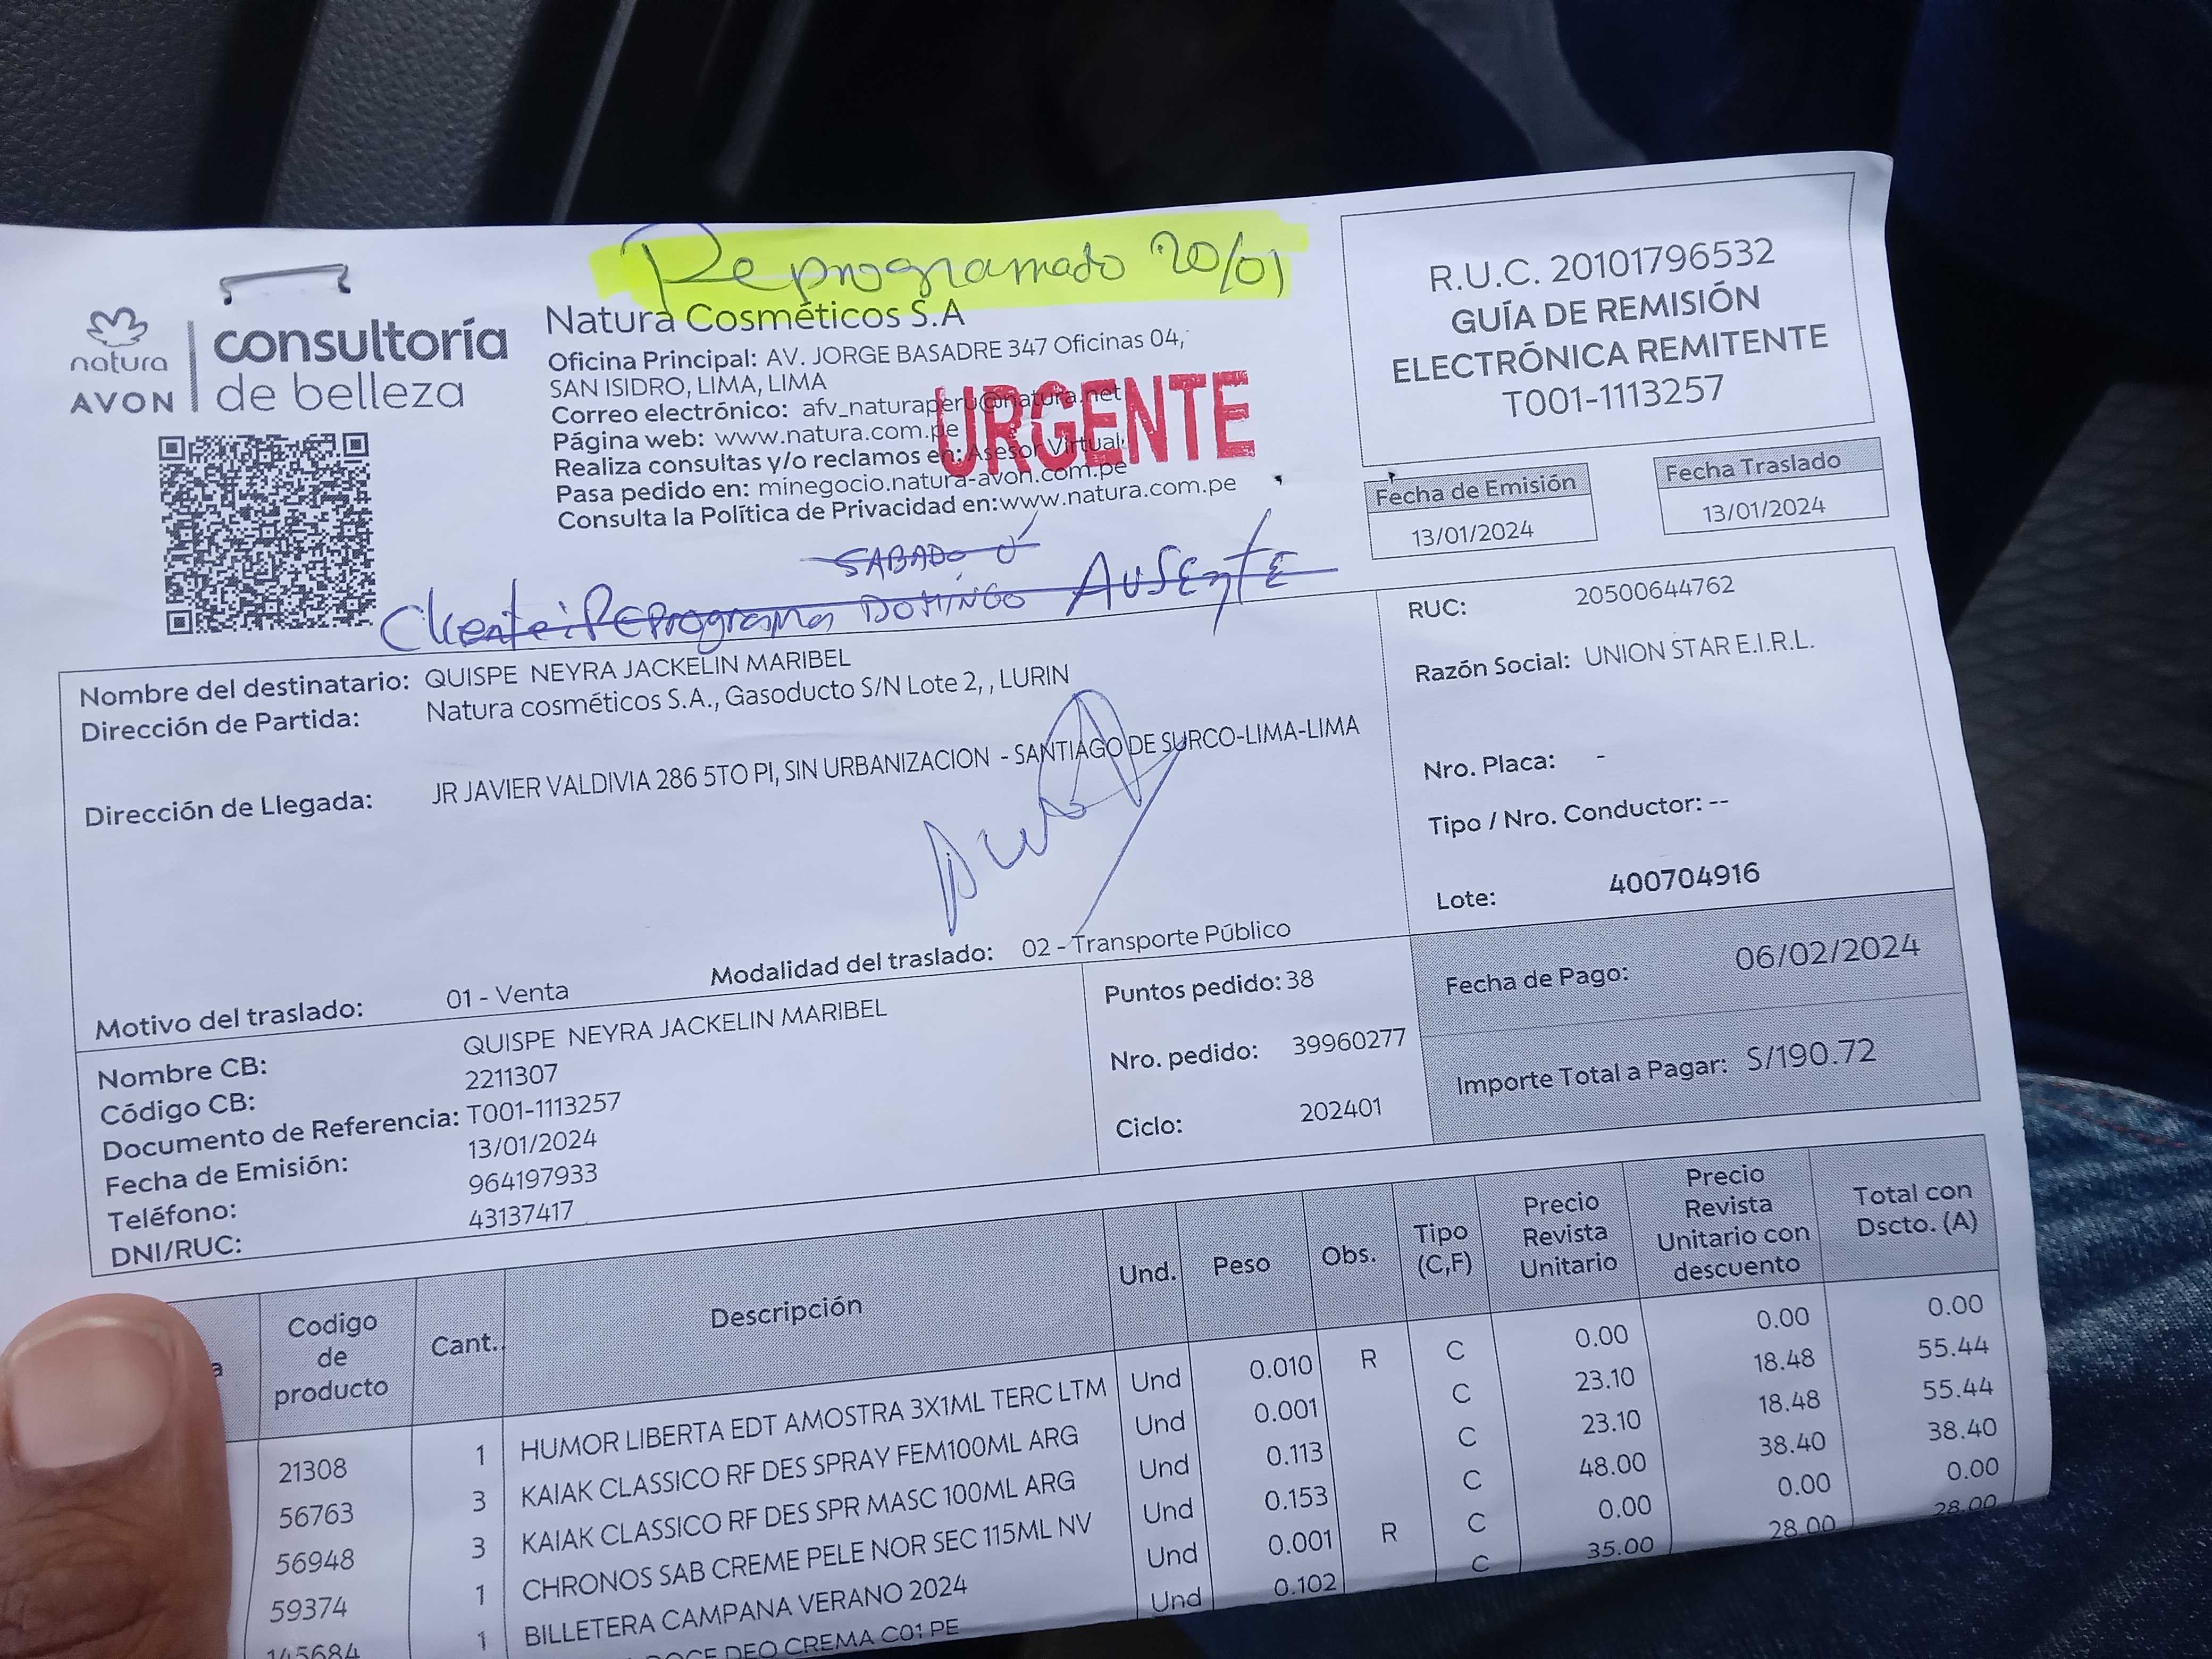 Reprogramado 20/01
natura
AVON
consultoría
de belleza
Natura Cosméticos S.A
Oficina Principal: AV. JORGE BASADRE 347 Oficinas 04,
SAN ISIDRO, LIMA, LIMA
Correo electrónico: afv_naturaperu@natura.net
Página web: www.natura.com.pe
Realiza consultas y/o reclamos en: Asesor Virtual,
Pasa pedido en: minegocio.natura-avon.com.pe
Consulta la Política de Privacidad en:www.natura.com.pe
URGENTE
R.U.C. 20101796532
GUÍA DE REMISIÓN
ELECTRÓNICA REMITENTE
T001-1113257
Fecha de Emisión
13/01/2024
Fecha Traslado
13/01/2024
SABADO Ó
Cliente: REprograma DOMINGO AUSENTE
Nombre del destinatario: QUISPE NEYRA JACKELIN MARIBEL
Dirección de Partida: Natura cosméticos S.A., Gasoducto S/N Lote 2, , LURIN
Dirección de Llegada: JR JAVIER VALDIVIA 286 5TO PI, SIN URBANIZACION - SANTIAGO DE SURCO-LIMA-LIMA
Motivo del traslado: 01 - Venta
Modalidad del traslado: 02 - Transporte Público
RUC: 20500644762
Razón Social: UNION STAR E.I.R.L.
Nro. Placa: -
Tipo / Nro. Conductor: --
Lote: 400704916
Nombre CB: QUISPE NEYRA JACKELIN MARIBEL
Código CB: 2211307
Documento de Referencia: T001-1113257
Fecha de Emisión: 13/01/2024
Teléfono: 964197933
DNI/RUC: 43137417
Puntos pedido: 38
Nro. pedido: 39960277
Ciclo: 202401
Fecha de Pago: 06/02/2024
Importe Total a Pagar: S/190.72
a Codigo de producto Cant. Descripción Und. Peso Obs. Tipo (C,F) Precio Revista Unitario Precio Revista Unitario con descuento Total con Dscto. (A)
21308 1 HUMOR LIBERTA EDT AMOSTRA 3X1ML TERC LTM Und 0.010 R C 0.00 0.00 0.00
56763 3 KAIAK CLASSICO RF DES SPRAY FEM100ML ARG Und 0.001 C 23.10 18.48 55.44
56948 3 KAIAK CLASSICO RF DES SPR MASC 100ML ARG Und 0.113 C 23.10 18.48 55.44
59374 1 CHRONOS SAB CREME PELE NOR SEC 115ML NV Und 0.153 C 48.00 38.40 38.40
145684 1 BILLETERA CAMPANA VERANO 2024 Und 0.001 R C 0.00 0.00 0.00
DOCE DEO CREMA C01 PE Und 0.102 C 35.00 28.00 28.00